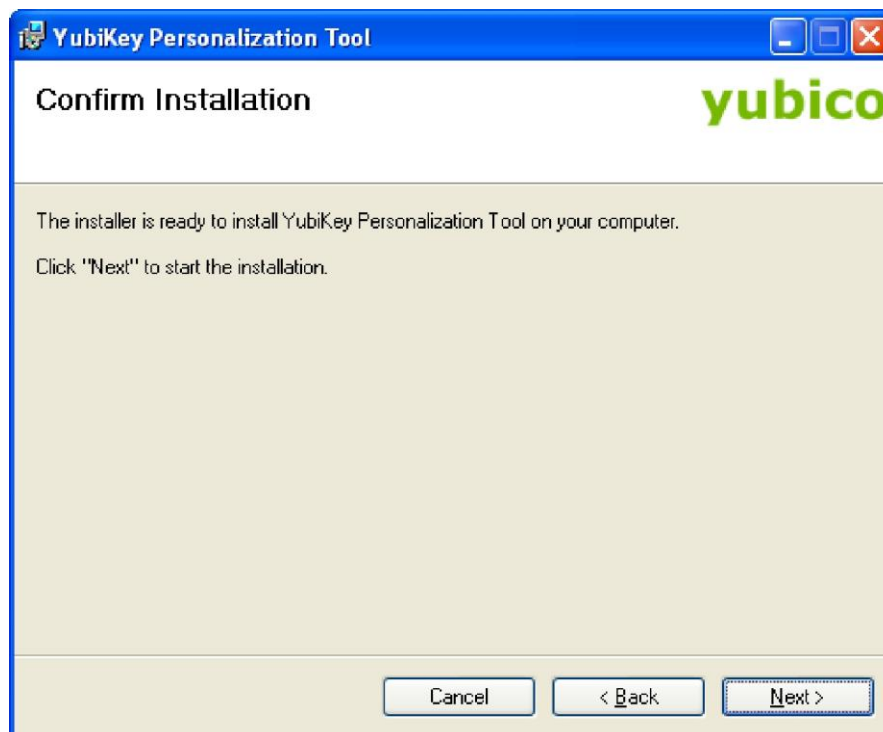 YubiKey Personalization Tool
Confirm Installation
yubico
The installer is ready to install YubiKey Personalization Tool on your computer.
Click "Next" to start the installation.
Cancel
< Back
Next >